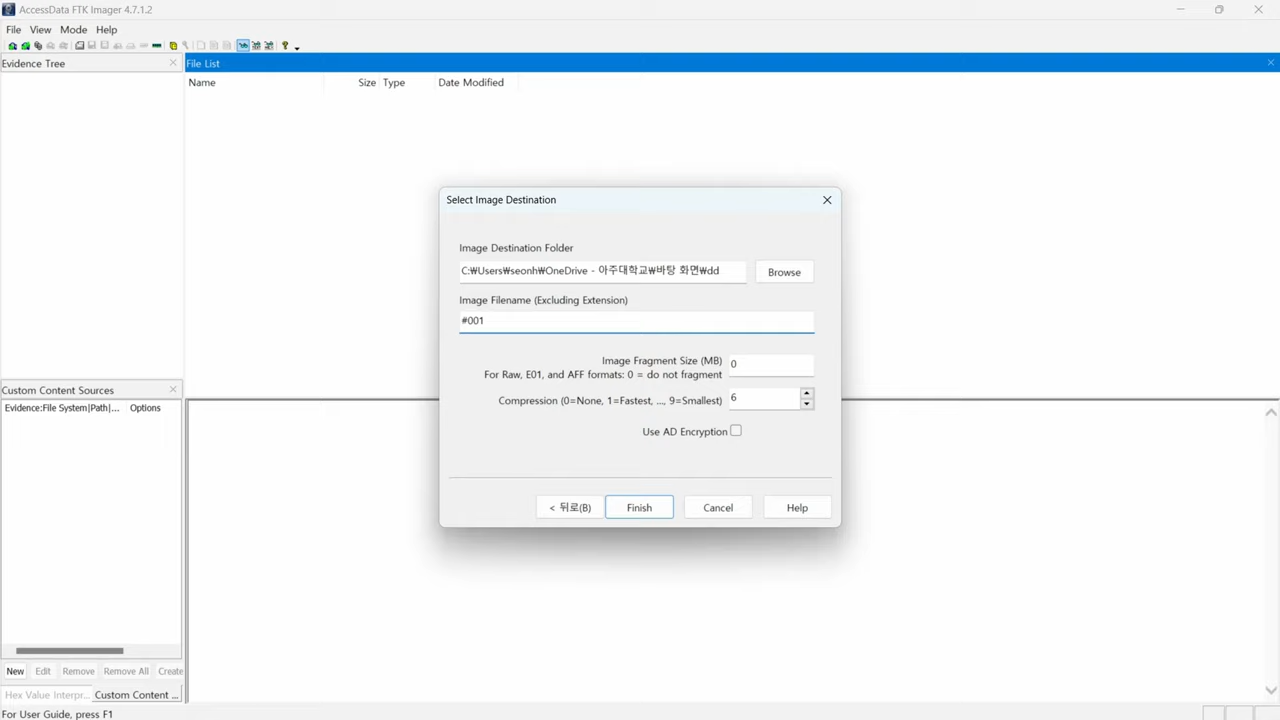 AccessData FTK Imager 4.7.1.2
File View Mode Help
Evidence Tree
File List
Name Size Type Date Modified
Select Image Destination
Image Destination Folder
C:₩Users₩seonh₩OneDrive - 아주대학교₩바탕 화면₩dd
Browse
Image Filename (Excluding Extension)
#001
Image Fragment Size (MB) 0
For Raw, E01, and AFF formats: 0 = do not fragment
Compression (0=None, 1=Fastest, ..., 9=Smallest) 6
Use AD Encryption
< 뒤로(B) Finish Cancel Help
Custom Content Sources
Evidence:File System|Path|... Options
New Edit Remove Remove All Create
Hex Value Interpr... Custom Content ...
For User Guide, press F1